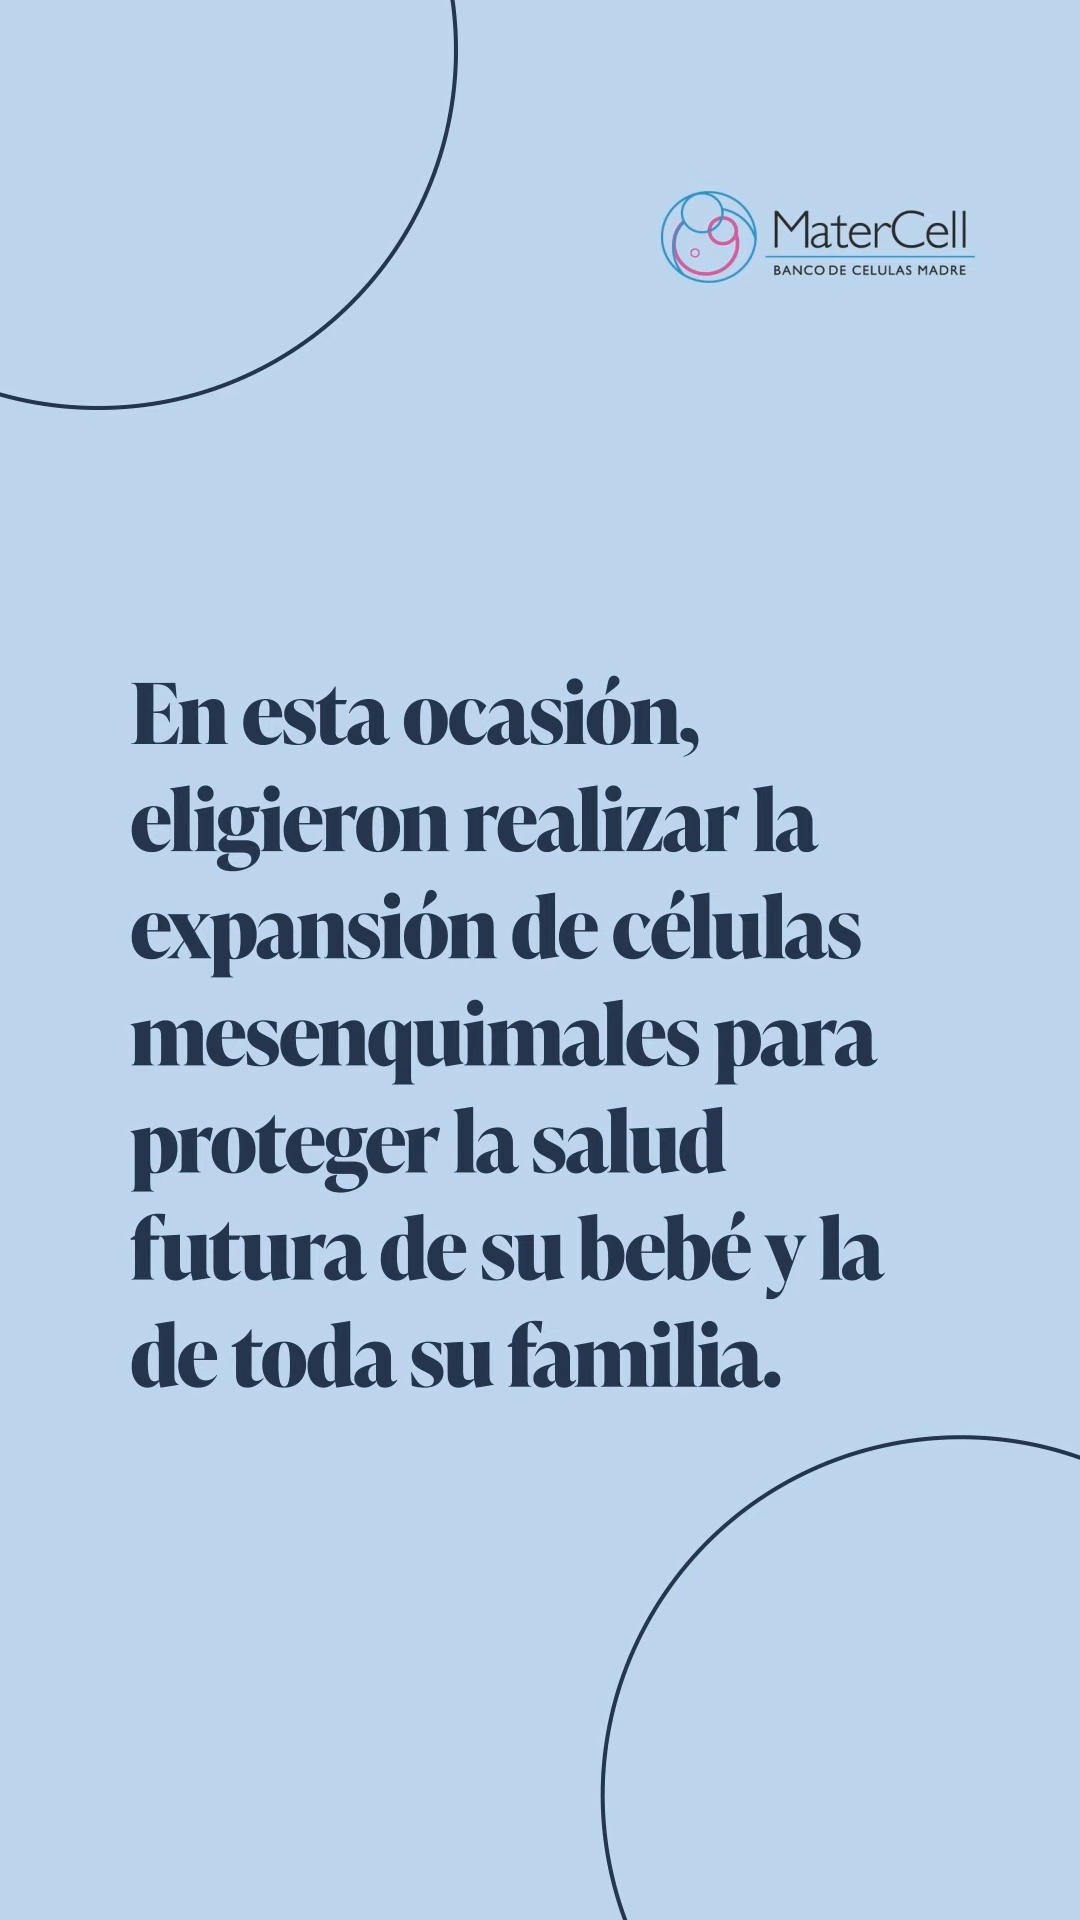 MaterCell
BANCO DE CELULAS MADRE
En esta ocasión,
eligieron realizar la
expansión de células
mesenquimales para
proteger la salud
futura de su bebé y la
de toda su familia.